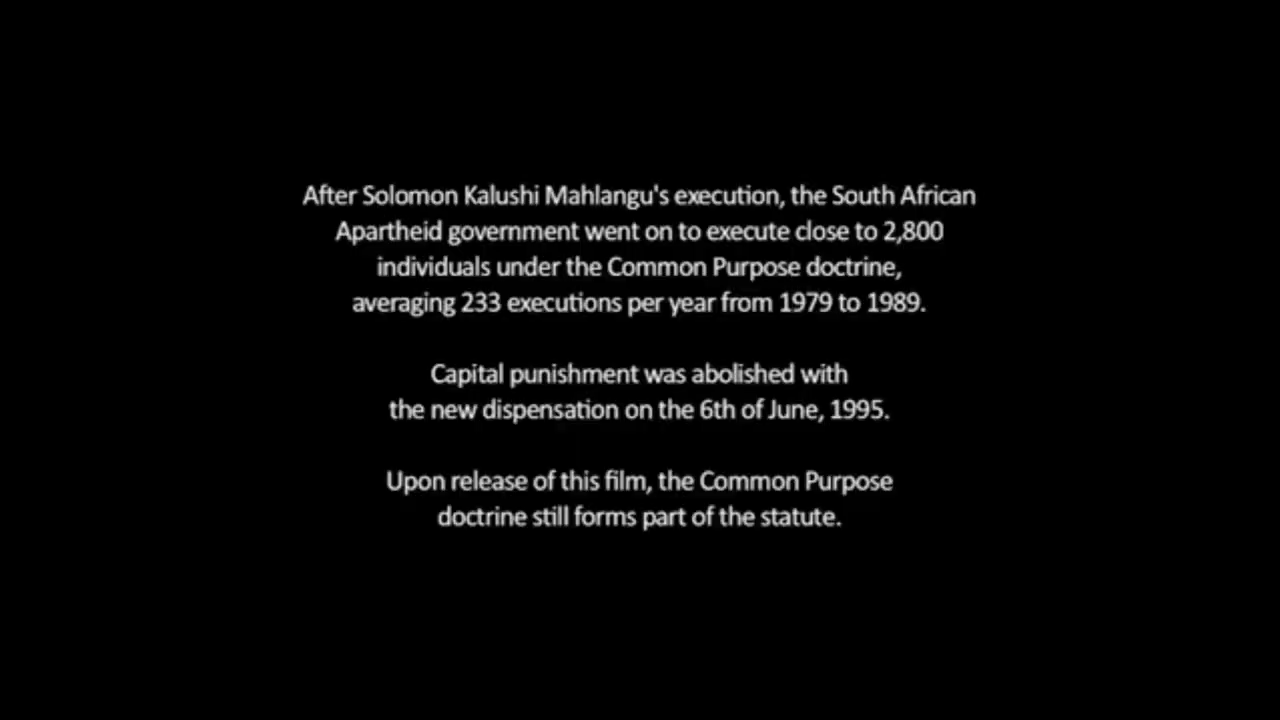 After Solomon Kalushi Mahlangu's execution, the South African
Apartheid government went on to execute close to 2,800
individuals under the Common Purpose doctrine,
averaging 233 executions per year from 1979 to 1989.
Capital punishment was abolished with
the new dispensation on the 6th of June, 1995.
Upon release of this film, the Common Purpose
doctrine still forms part of the statute.